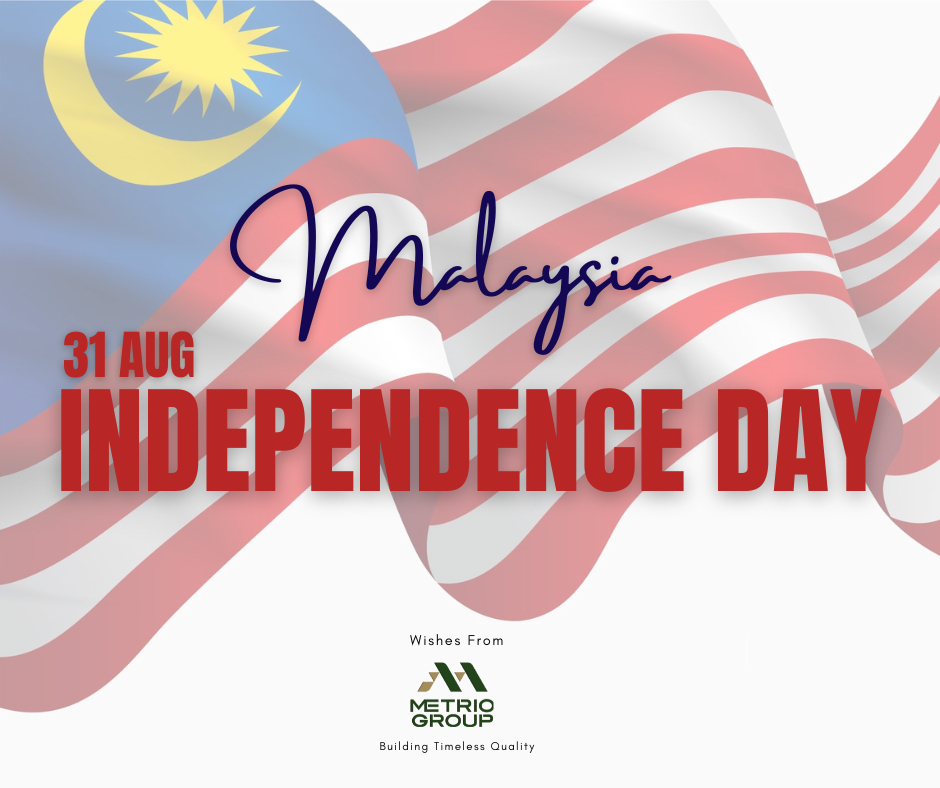 Malaysia
31 AUG
INDEPENDENCE DAY
Wishes From
METRIO
GROUP
Building Timeless Quality